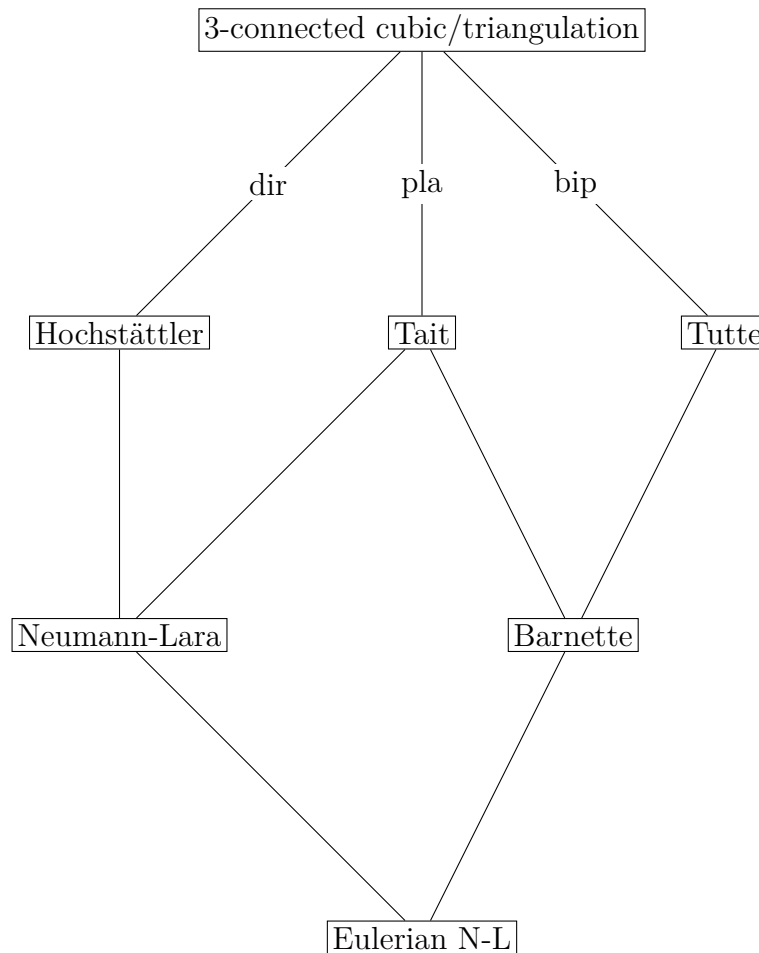 3-connected cubic/triangulation
dir
pla
bip
Hochstättler
Tait
Tutte
Neumann-Lara
Barnette
Eulerian N-L